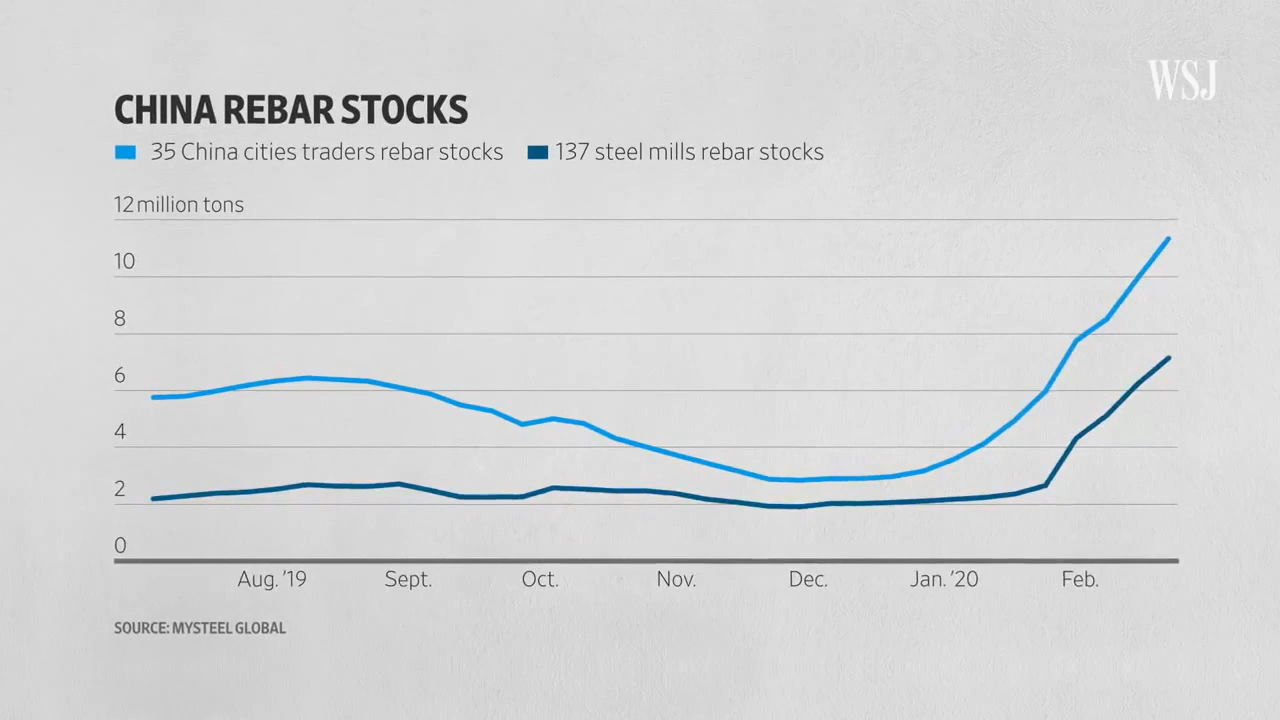 WSJ
CHINA REBAR STOCKS
35 China cities traders rebar stocks 137 steel mills rebar stocks
12 million tons
10
8
6
4
2
0
Aug. '19 Sept. Oct. Nov. Dec. Jan. '20 Feb.
SOURCE: MYSTEEL GLOBAL